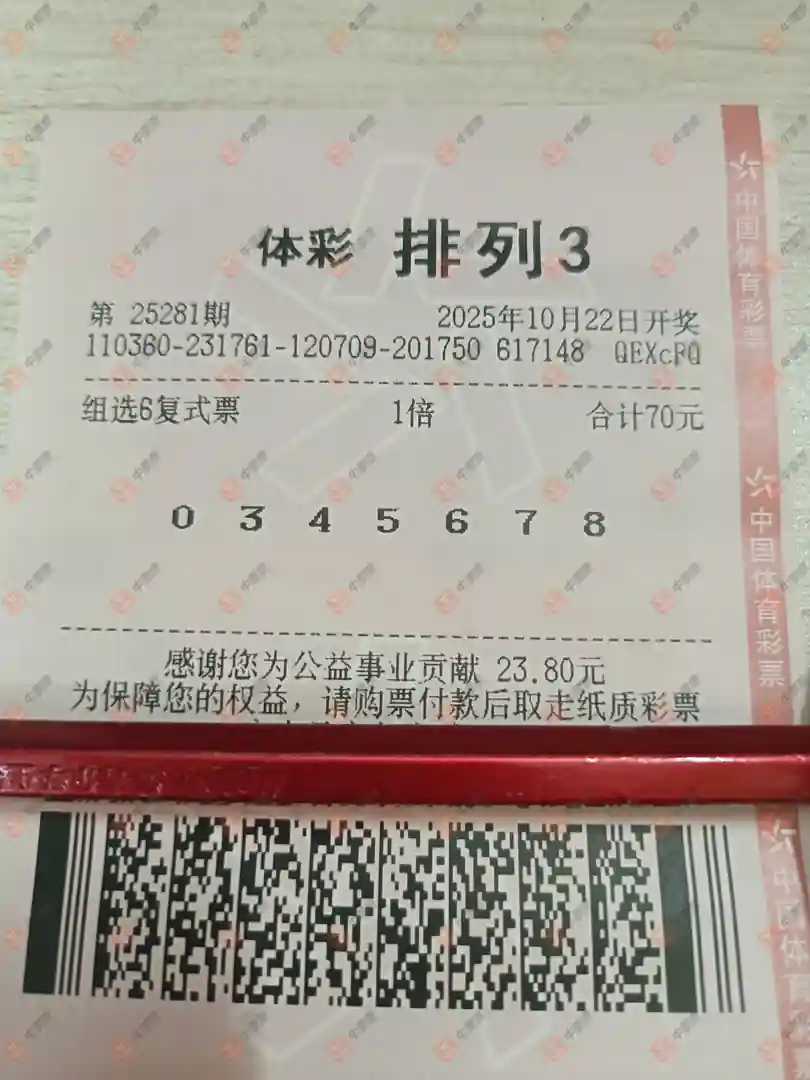 体彩 排列3
第 25281期 2025年10月22日开奖
110360-231761-120709-201750 617148 QEXcPQ
组选6复式票 1倍 合计70元
0 3 4 5 6 7 8
感谢您为公益事业贡献 23.80元
为保障您的权益，请购票付款后取走纸质彩票
中国体育彩票
中国体育彩票
中国体育